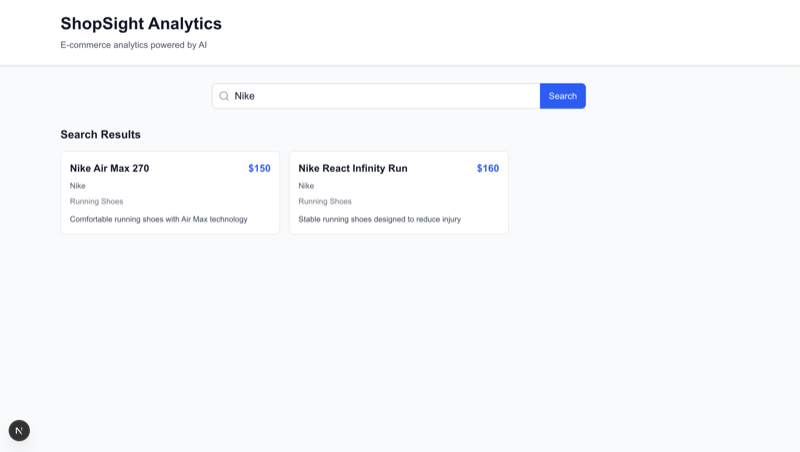 ShopSight Analytics
E-commerce analytics powered by AI
Nike
Search
Search Results
Nike Air Max 270
$150
Nike
Running Shoes
Comfortable running shoes with Air Max technology
Nike React Infinity Run
$160
Nike
Running Shoes
Stable running shoes designed to reduce injury
N